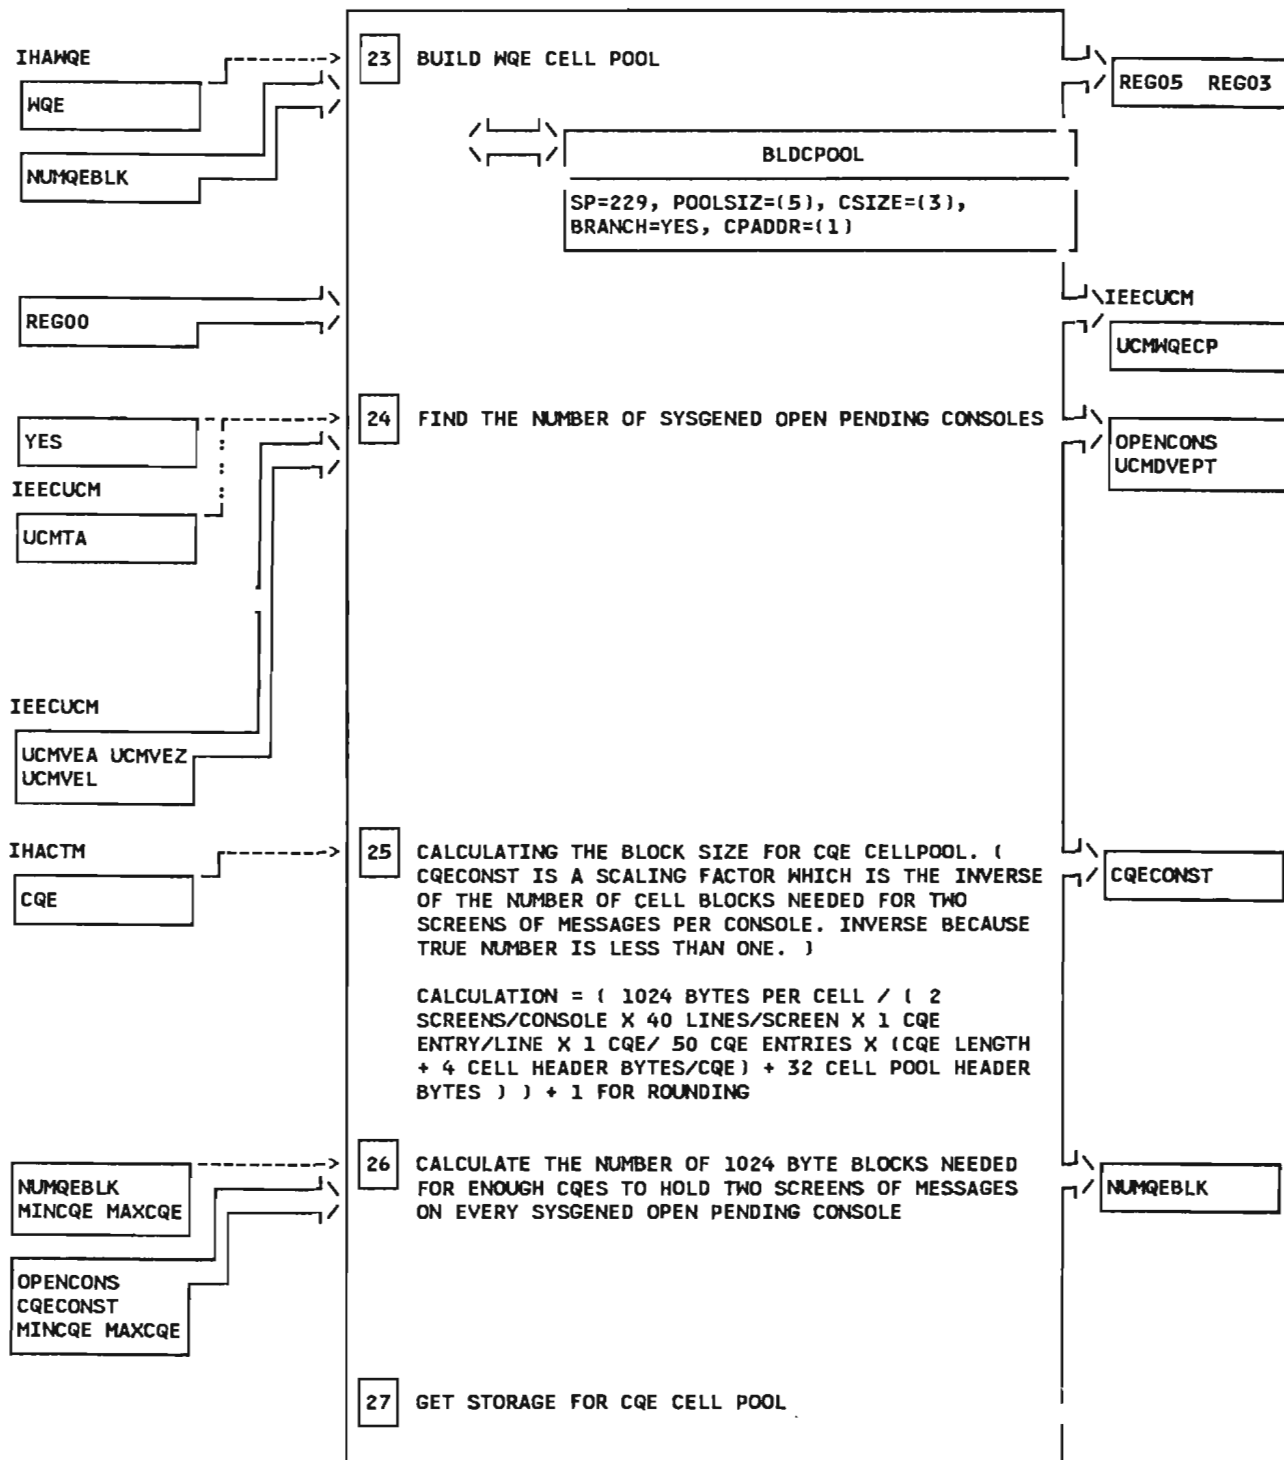 IHAWQE
WQE
NUMQEBLK
23 BUILD WQE CELL POOL
REG05 REG03
BLDCPOOL
SP=229, POOLSIZ=(5), CSIZE=(3),
BRANCH=YES, CPADDR=(1)
REG00
IEECUCM
UCMWQECP
YES
IEECUCM
UCMTA
24 FIND THE NUMBER OF SYSGENED OPEN PENDING CONSOLES
OPENCONS
UCMDVEPT
IEECUCM
UCMVEA UCMVEZ
UCMVEL
IHACTM
CQE
25 CALCULATING THE BLOCK SIZE FOR CQE CELLPOOL. (
CQECONST IS A SCALING FACTOR WHICH IS THE INVERSE
OF THE NUMBER OF CELL BLOCKS NEEDED FOR TWO
SCREENS OF MESSAGES PER CONSOLE. INVERSE BECAUSE
TRUE NUMBER IS LESS THAN ONE. )
CALCULATION = ( 1024 BYTES PER CELL / ( 2
SCREENS/CONSOLE X 40 LINES/SCREEN X 1 CQE
ENTRY/LINE X 1 CQE/ 50 CQE ENTRIES X (CQE LENGTH
+ 4 CELL HEADER BYTES/CQE) + 32 CELL POOL HEADER
BYTES ) ) + 1 FOR ROUNDING
CQECONST
NUMQEBLK
MINCQE MAXCQE
OPENCONS
CQECONST
MINCQE MAXCQE
26 CALCULATE THE NUMBER OF 1024 BYTE BLOCKS NEEDED
FOR ENOUGH CQES TO HOLD TWO SCREENS OF MESSAGES
ON EVERY SYSGENED OPEN PENDING CONSOLE
NUMQEBLK
27 GET STORAGE FOR CQE CELL POOL